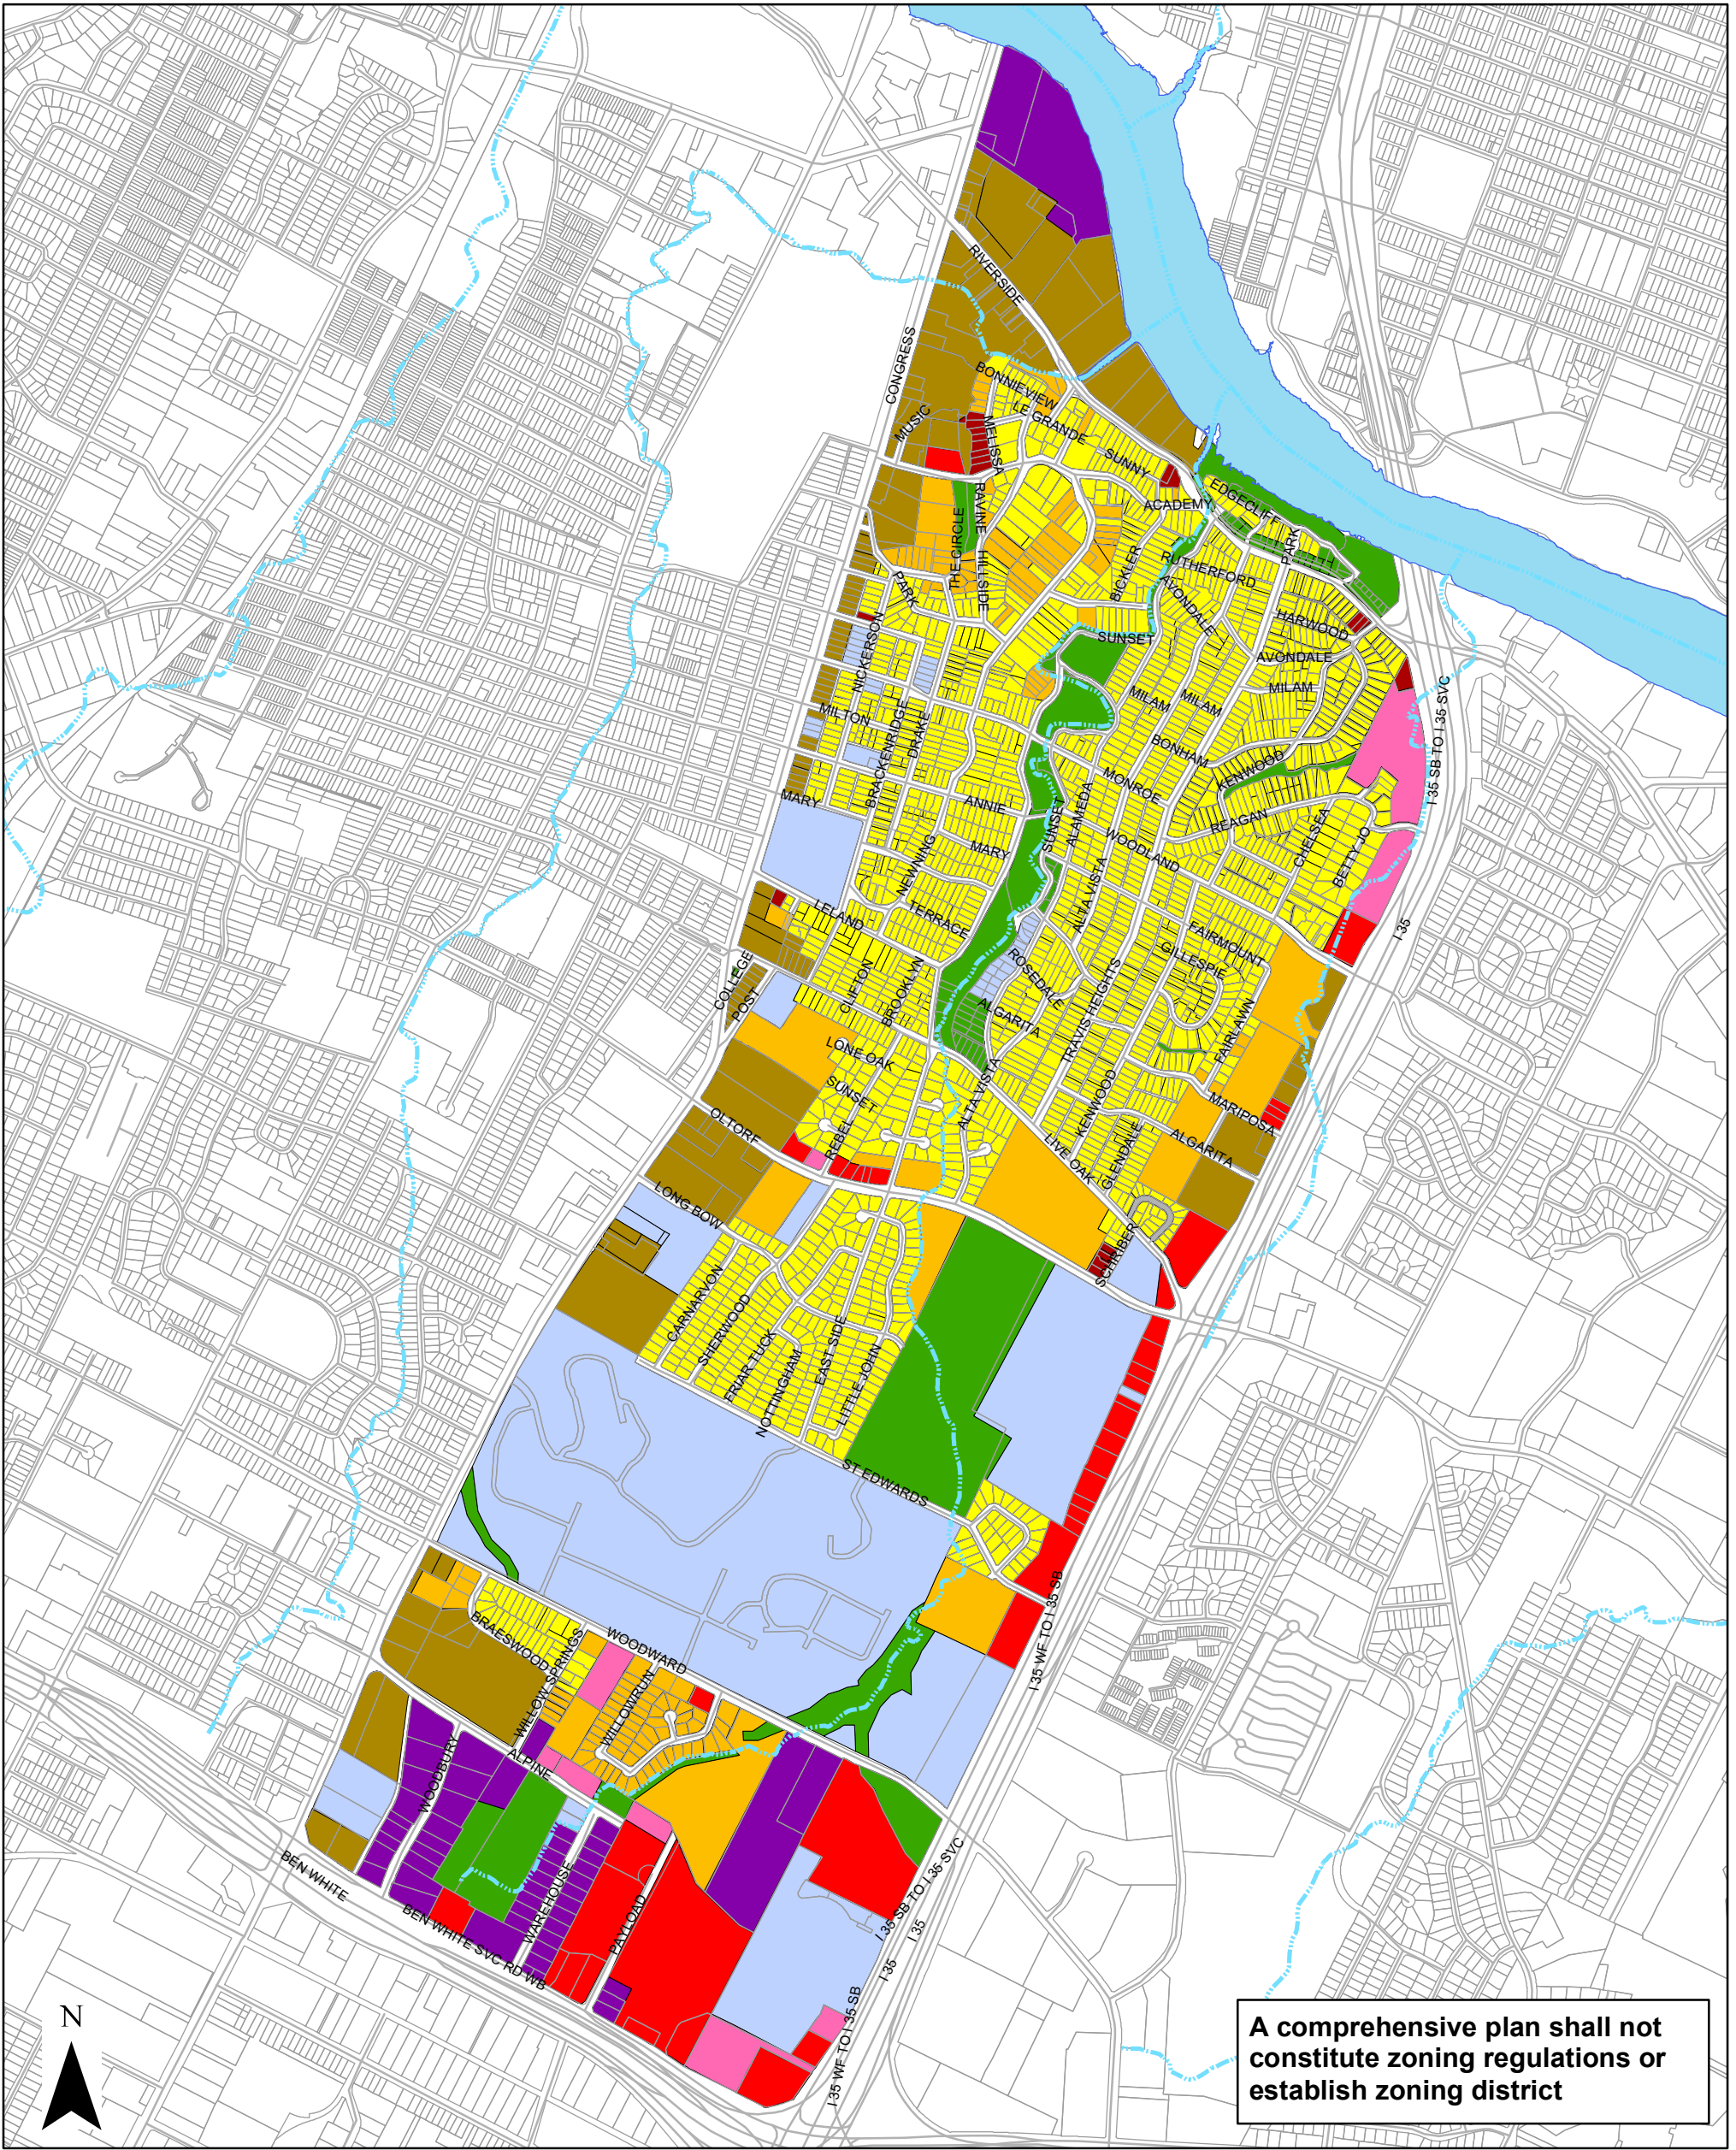 RIVERSIDE
CONGRESS
BONNIEVIEW
LE GRANDE
MUSIC
MELISSA
SUNNY
EDGECLIFF
RAVINE
ACADEMY
THE CIRCLE
PARK
HILLSIDE
BICKLER
RUTHERFORD
PARK
AVONDALE
HARWOOD
NICKERSON
SUNSET
AVONDALE
MILAM
MILAM
MILAM
MILTON
BRACKENRIDGE
DRAKE
BONHAM
I 35 SB TO I 35 SVC
KENWOOD
MONROE
MARY
ANNIE
SUNSET
ALAMEDA
REAGAN
CHELSEA
MARY
WOODLAND
BETTY JO
NEWNING
ALTA VISTA
LELAND
TERRACE
FAIRMOUNT
I 35
GILLESPIE
COLLEGE
CLIFTON
BROOKLYN
ROSEDALE
POST
ALGARITA
TRAVIS HEIGHTS
FAIRLAWN
LONE OAK
SUNSET
ALTA VISTA
KENWOOD
MARIPOSA
OLTORF
REBEL
LIVE OAK
GLENDALE
ALGARITA
LONG BOW
SCHRIBER
CARNARVON
SHERWOOD
FRIAR TUCK
NOTTINGHAM
EAST SIDE
LITTLE JOHN
ST EDWARDS
I 35 WF TO I 35 SB
BRAESWOOD
WILLOW SPRINGS
WOODWARD
WILLOWRUN
WOODBURY
ALPINE
BEN WHITE
WAREHOUSE
PAYLOAD
I 35 SB TO I 35 SVC
I 35
BEN WHITE SVC RD WB
I 35
I 35 WF TO I 35 SB
N
A comprehensive plan shall not
constitute zoning regulations or
establish zoning district